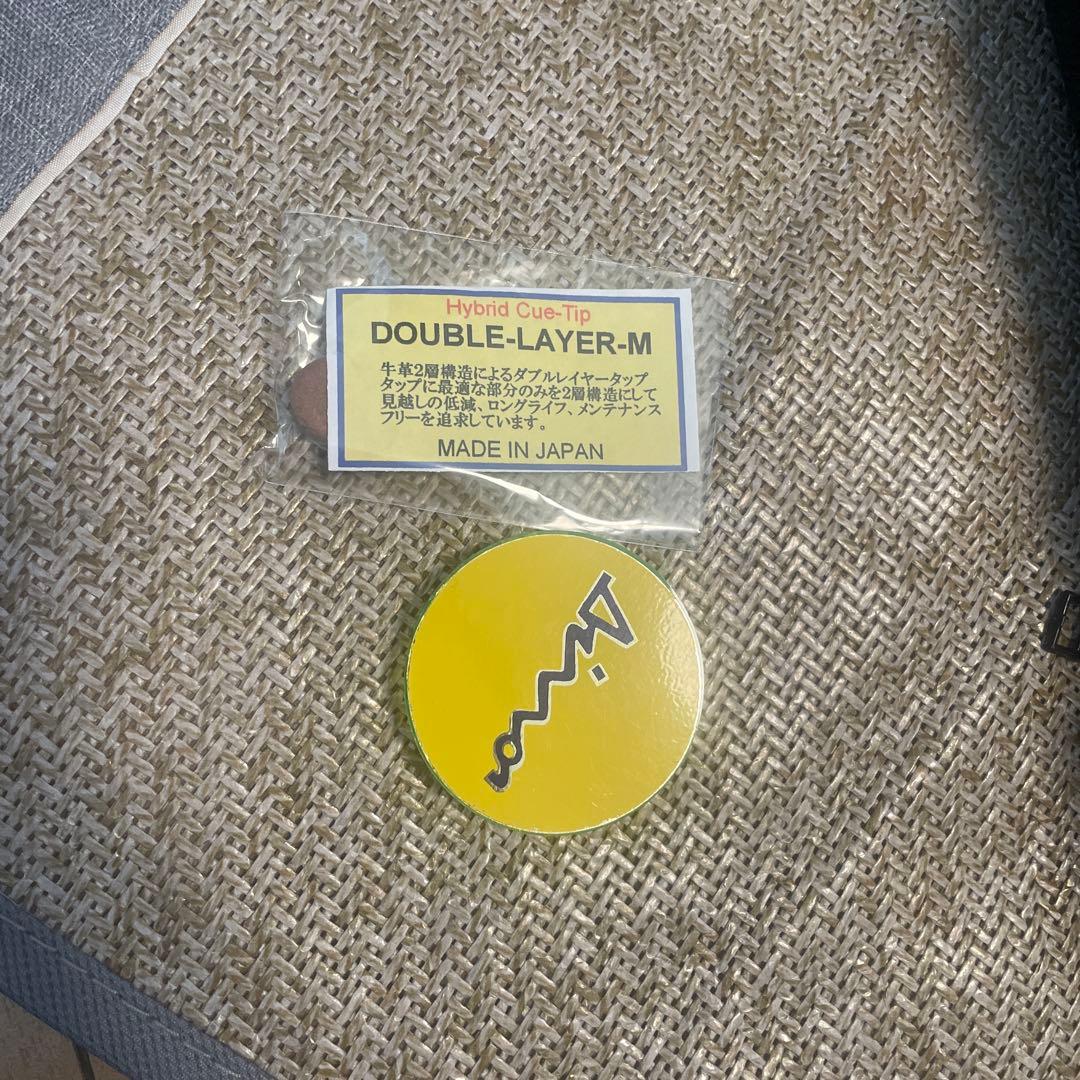 Hybrid Cue-Tip
DOUBLE-LAYER-M
牛革2層構造によるダブルレイヤータップ
タップに最適な部分のみを2層構造にして
見越しの低減、ロングライフ、メンテナンス
フリーを追求しています。
MADE IN JAPAN